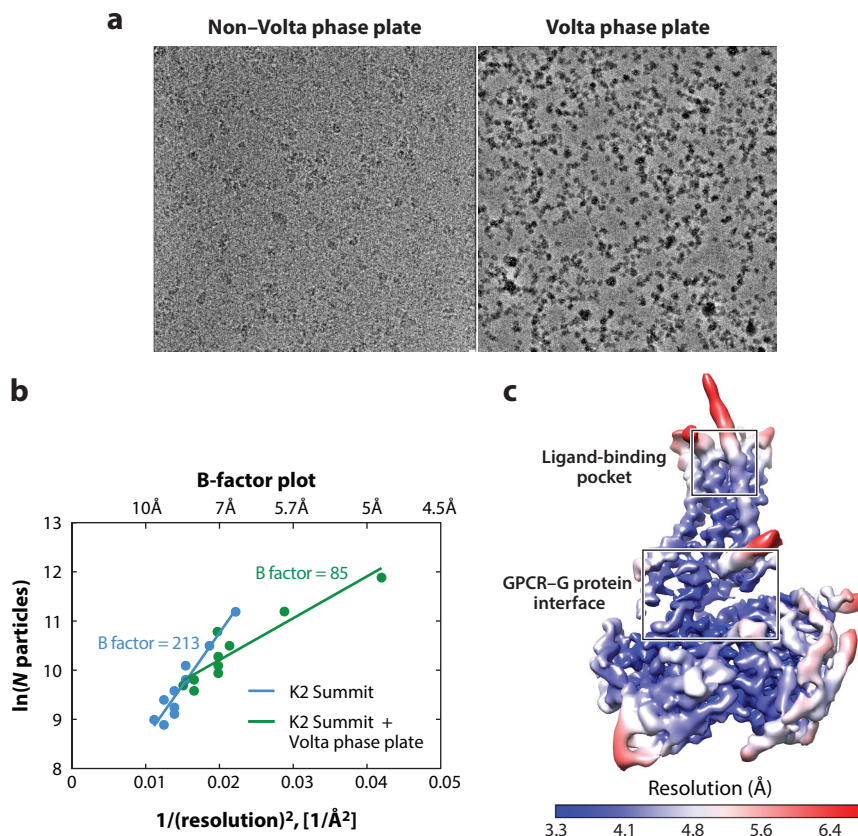 a
Non–Volta phase plate
Volta phase plate
b
B-factor plot
10Å 7Å 5.7Å 5Å 4.5Å
13
12
11
10
9
8
ln(N particles)
B factor = 85
B factor = 213
K2 Summit
K2 Summit +
Volta phase plate
0 0.01 0.02 0.03 0.04 0.05
1/(resolution)², [1/Å²]
c
Ligand-binding
pocket
GPCR–G protein
interface
Resolution (Å)
3.3 4.1 4.8 5.6 6.4